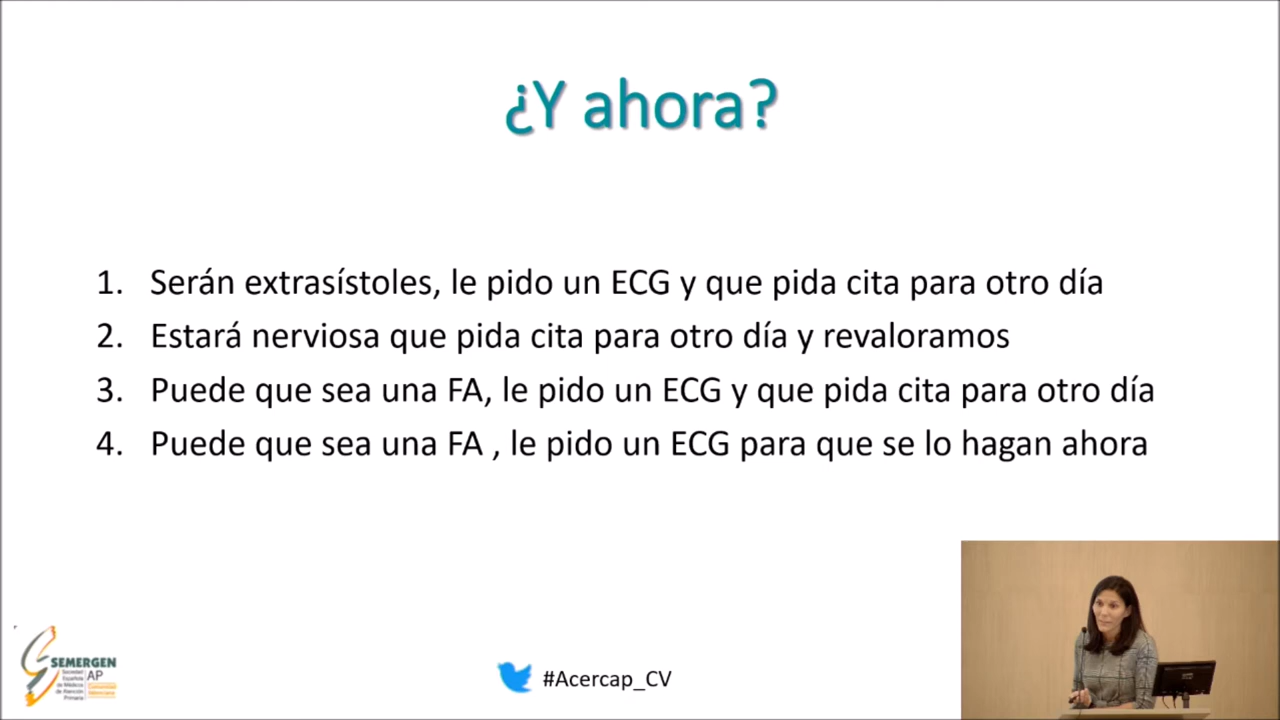 ¿Y ahora?
1. Serán extrasístoles, le pido un ECG y que pida cita para otro día
2. Estará nerviosa que pida cita para otro día y revaloramos
3. Puede que sea una FA, le pido un ECG y que pida cita para otro día
4. Puede que sea una FA , le pido un ECG para que se lo hagan ahora
SEMERGEN
Sociedad
Española
de Médicos
de Atención
Primaria
AP
Comunidad
Valenciana
#Acercap_CV